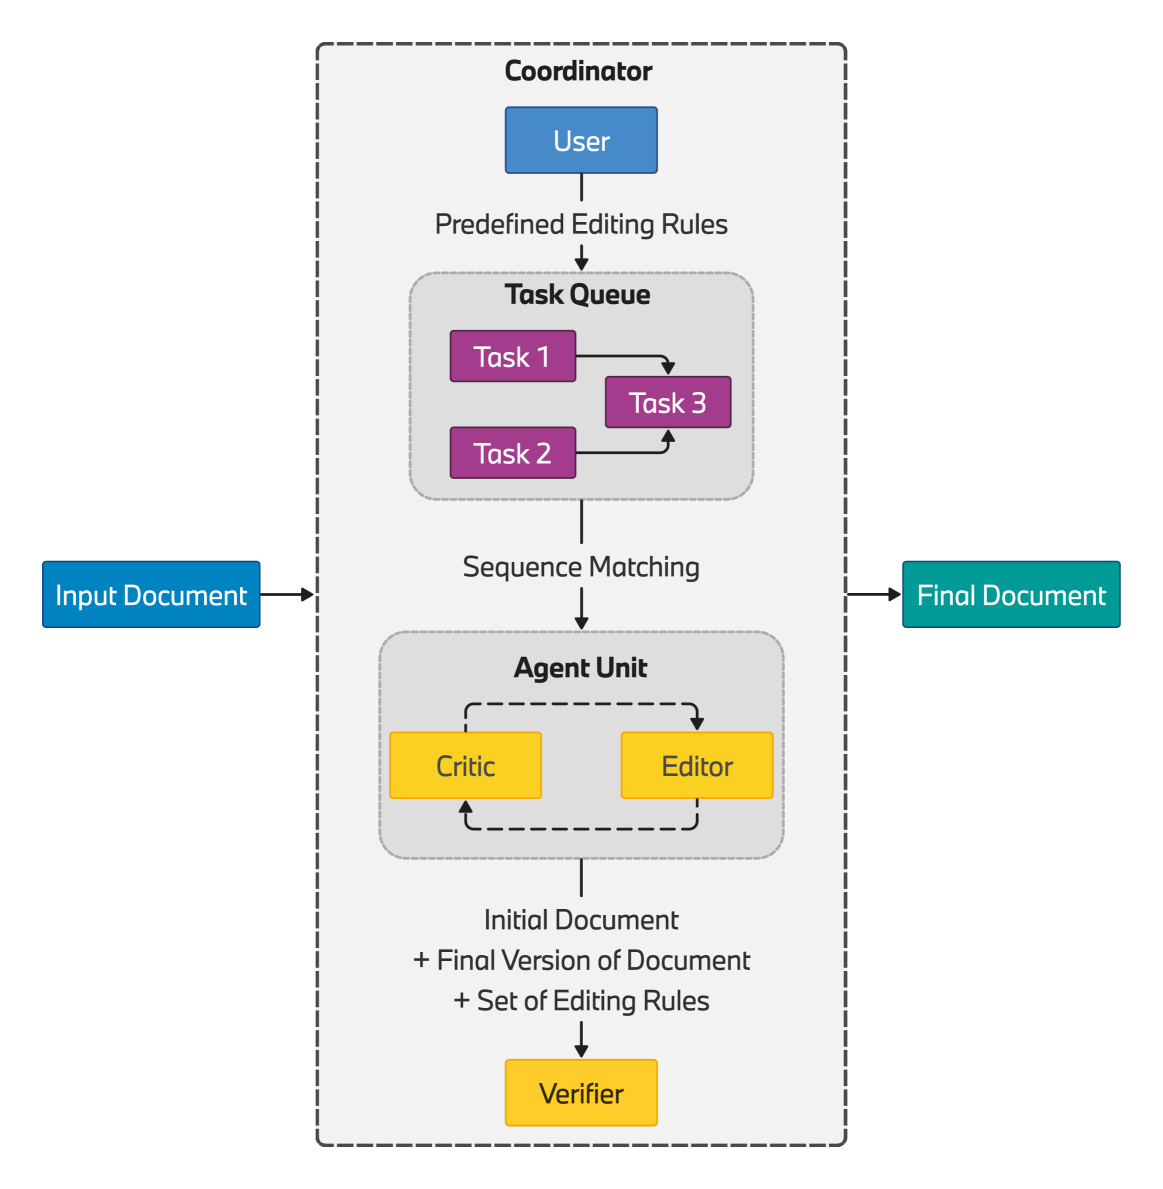 Coordinator
User
Predefined Editing Rules
Task Queue
Task 1
Task 3
Task 2
Sequence Matching
Input Document
Final Document
Agent Unit
Critic
Editor
Initial Document
+ Final Version of Document
+ Set of Editing Rules
Verifier